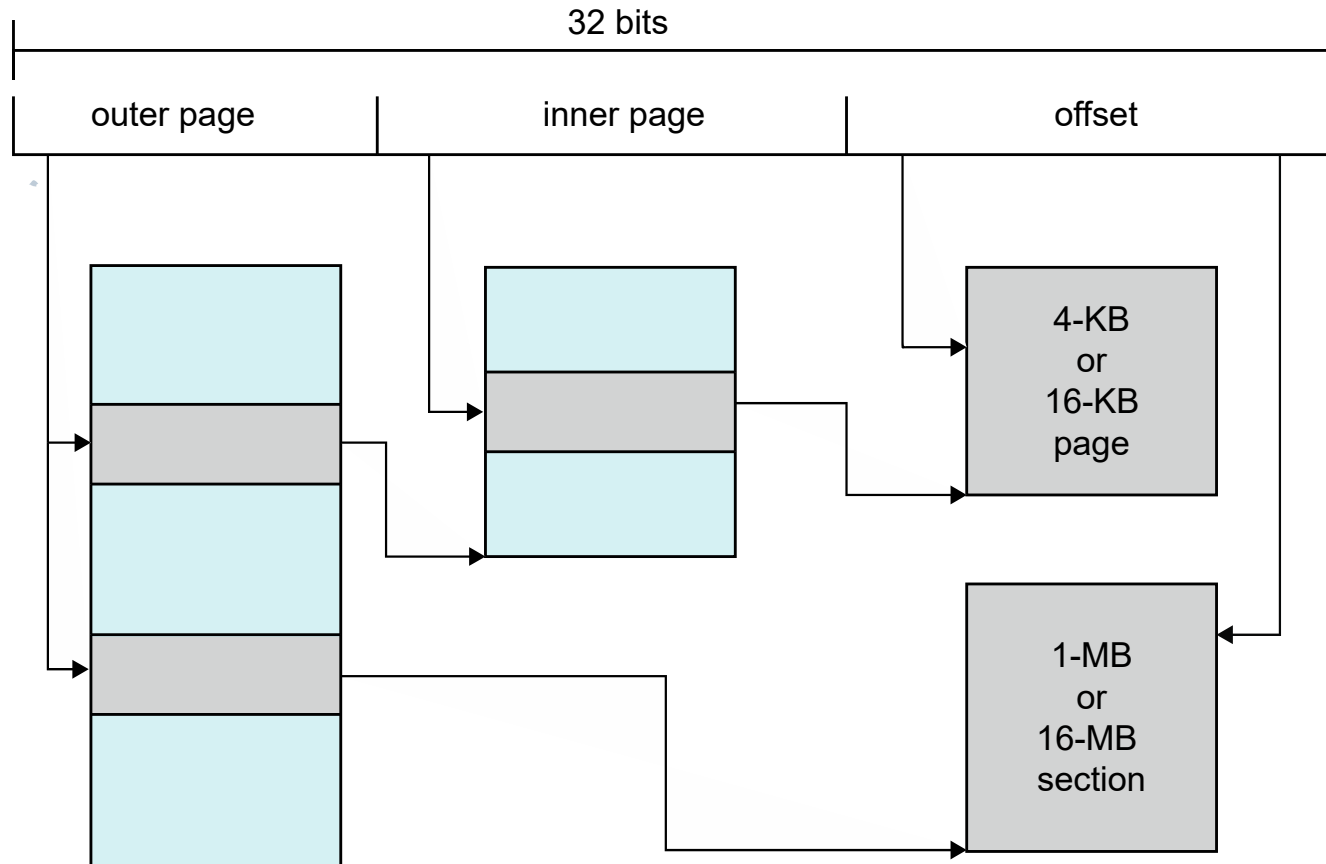 32 bits
outer page
inner page
offset
4-KB
or
16-KB
page
1-MB
or
16-MB
section